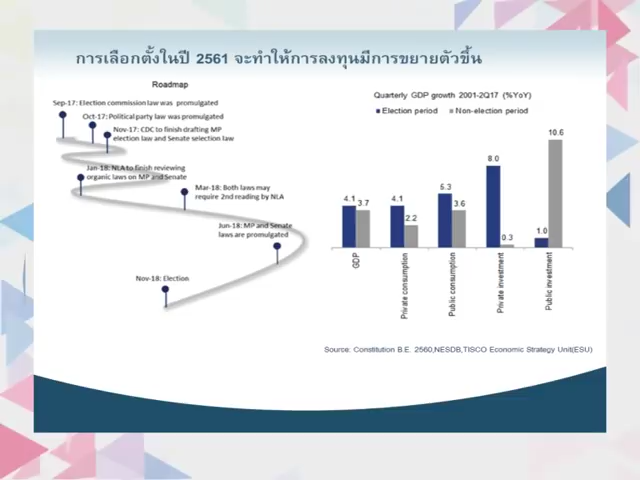 การเลือกตั้งในปี 2561 จะทำให้การลงทุนมีการขยายตัวขึ้น
Roadmap
Sep-17: Election commission law was promulgated
Oct-17: Political party law was promulgated
Nov-17: CDC to finish drafting MP
election law and Senate selection law
Jan-18: NLA to finish reviewing
organic laws on MP and Senate
Mar-18: Both laws may
require 2nd reading by NLA
Jun-18: MP and Senate
laws are promulgated
Nov-18: Election
Quarterly GDP growth 2001-2Q17 (%YoY)
Election period
Non-election period
4.1
3.7
4.1
2.2
5.3
3.6
8.0
0.3
1.0
10.6
GDP
Private consumption
Public consumption
Private investment
Public investment
Source: Constitution B.E. 2560,NESDB,TISCO Economic Strategy Unit(ESU)